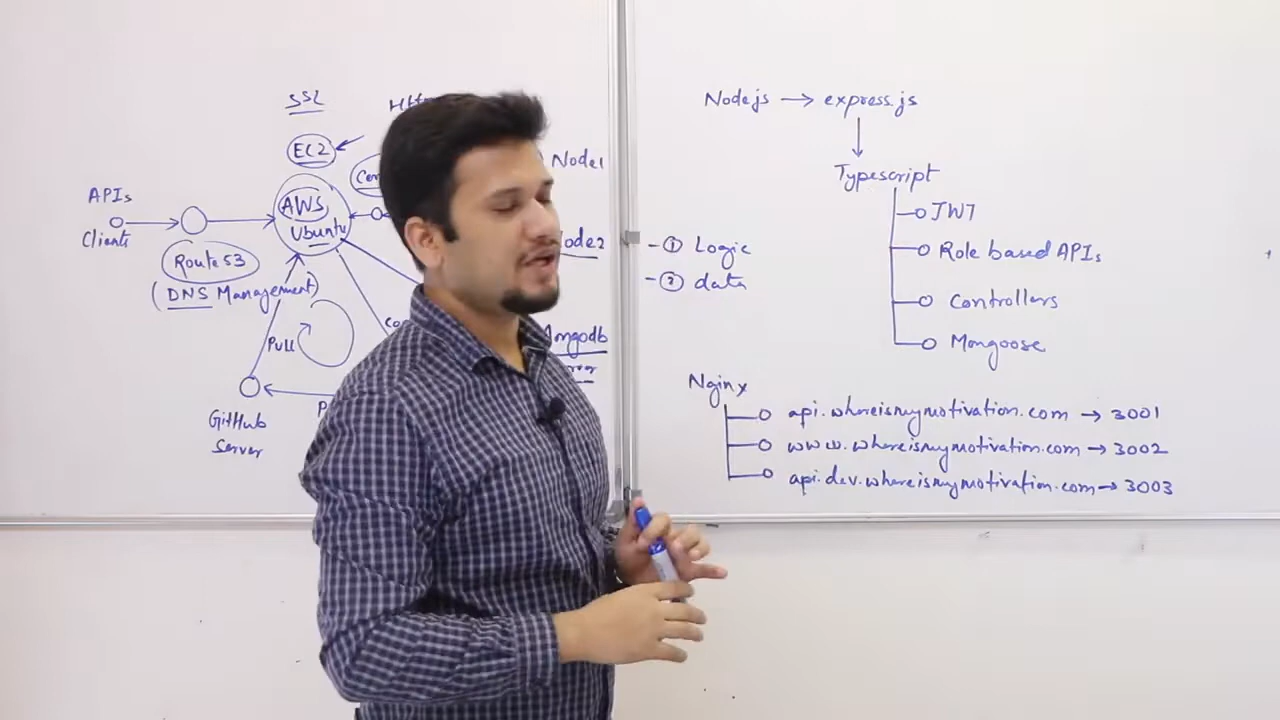 SSL
EC2
APIs
Clients
AWS
Ubuntu
Route 53
(DNS Management)
Pull
GitHub
Server
Node1
① Logic
② data
Nodejs → express.js
Typescript
JWT
Role based APIs
Controllers
Mongoose
Nginx
api.whereismymotivation.com → 3001
www.whereismymotivation.com → 3002
api.dev.whereismymotivation.com → 3003